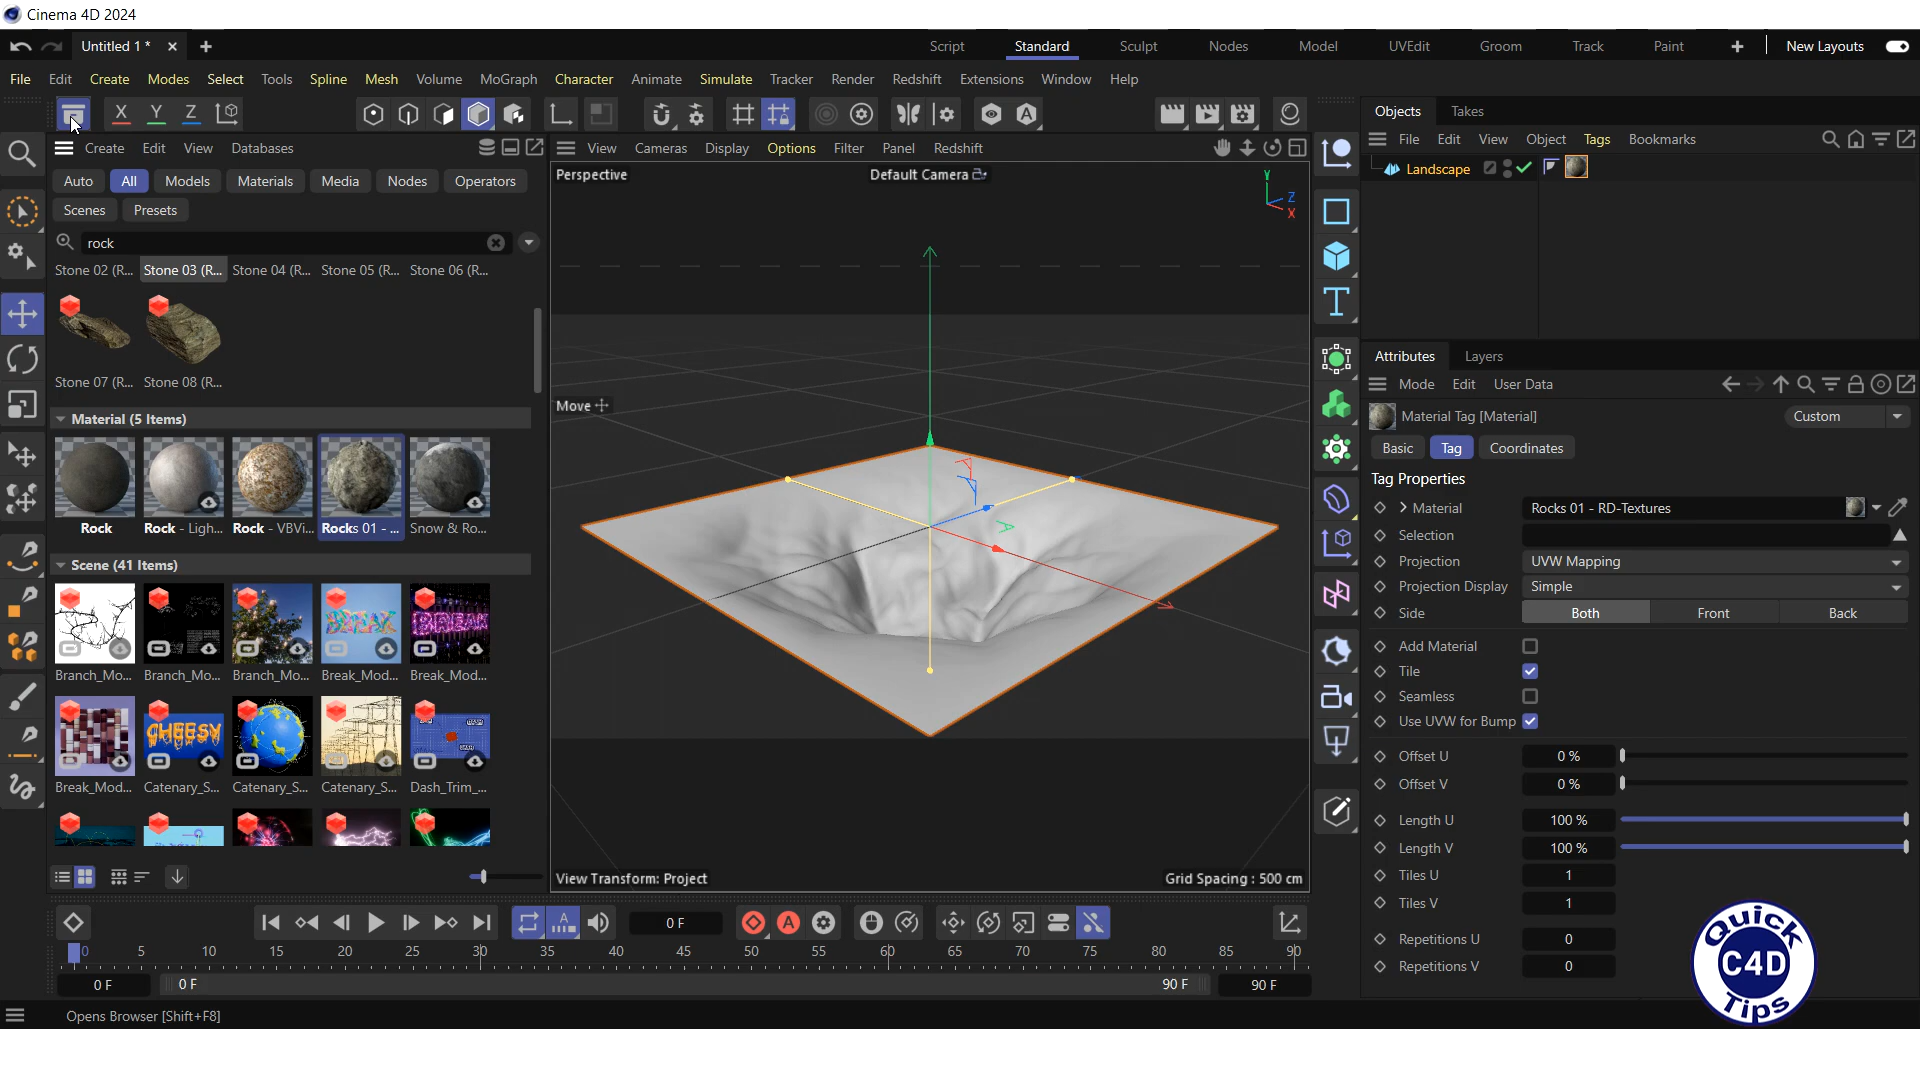 Cinema 4D 2024
Untitled 1 *
Script Standard Sculpt Nodes Model UVEdit Groom Track Paint New Layouts
File Edit Create Modes Select Tools Spline Mesh Volume MoGraph Character Animate Simulate Tracker Render Redshift Extensions Window Help
X Y Z
Objects Takes
File Edit View Object Tags Bookmarks
Landscape
Create Edit View Databases
Auto All Models Materials Media Nodes Operators
Scenes Presets
rock
Stone 02 (R... Stone 03 (R... Stone 04 (R... Stone 05 (R... Stone 06 (R...
Stone 07 (R... Stone 08 (R...
Material (5 Items)
Rock Rock - Ligh... Rock - VBVi... Rocks 01 - ... Snow & Ro...
Scene (41 Items)
Branch_Mo... Branch_Mo... Branch_Mo... Break_Mod... Break_Mod...
BREAK
BREAK
CHEESY
Break_Mod... Catenary_S... Catenary_S... Catenary_S... Dash_Trim_...
View Cameras Display Options Filter Panel Redshift
Perspective
Default Camera
Y
Z
X
Move
View Transform: Project
Grid Spacing : 500 cm
Attributes Layers
Mode Edit User Data
Material Tag [Material]
Custom
Basic Tag Coordinates
Tag Properties
Material Rocks 01 - RD-Textures
Selection
Projection UVW Mapping
Projection Display Simple
Side Both Front Back
Add Material
Tile
Seamless
Use UVW for Bump
Offset U 0 %
Offset V 0 %
Length U 100 %
Length V 100 %
Tiles U 1
Tiles V 1
Repetitions U 0
Repetitions V 0
0 F
0 5 10 15 20 25 30 35 40 45 50 55 60 65 70 75 80 85 90
0 F 0 F 90 F 90 F
Opens Browser [Shift+F8]
Quick
C4D
Tips